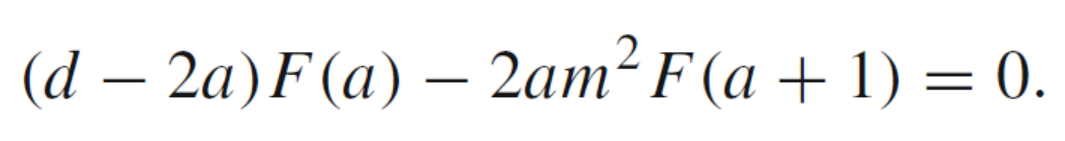 (d − 2a)F(a) − 2am²F(a + 1) = 0.